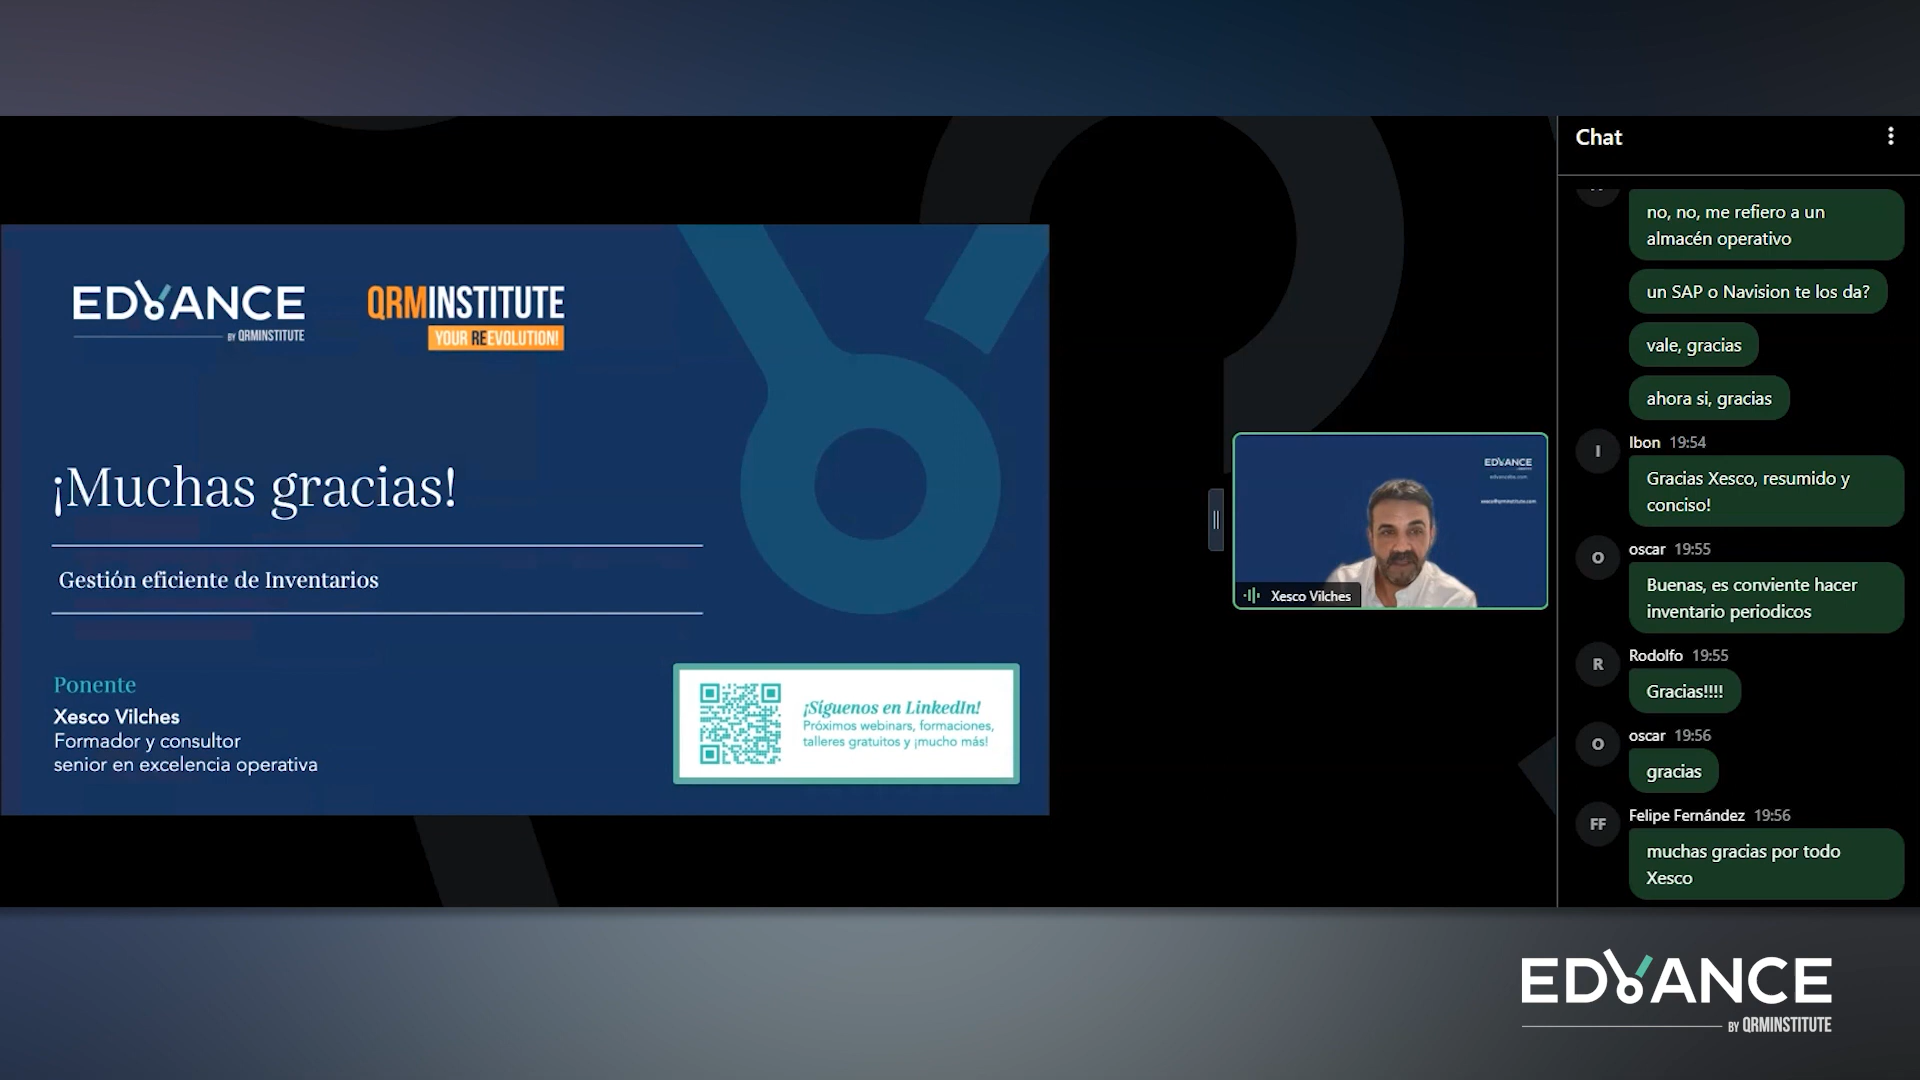 EDVANCE
BY QRMINSTITUTE
QRMINSTITUTE
YOUR REEVOLUTION!
¡Muchas gracias!
Gestión eficiente de Inventarios
Ponente
Xesco Vilches
Formador y consultor
senior en excelencia operativa
¡Síguenos en LinkedIn!
Próximos webinars, formaciones,
talleres gratuitos y ¡mucho más!
EDVANCE
Xesco Vilches
Chat
no, no, me refiero a un
almacén operativo
un SAP o Navision te los da?
vale, gracias
ahora si, gracias
I
Ibon 19:54
Gracias Xesco, resumido y
conciso!
O
oscar 19:55
Buenas, es conviente hacer
inventario periodicos
R
Rodolfo 19:55
Gracias!!!!
O
oscar 19:56
gracias
FF
Felipe Fernández 19:56
muchas gracias por todo
Xesco
EDVANCE
BY QRMINSTITUTE